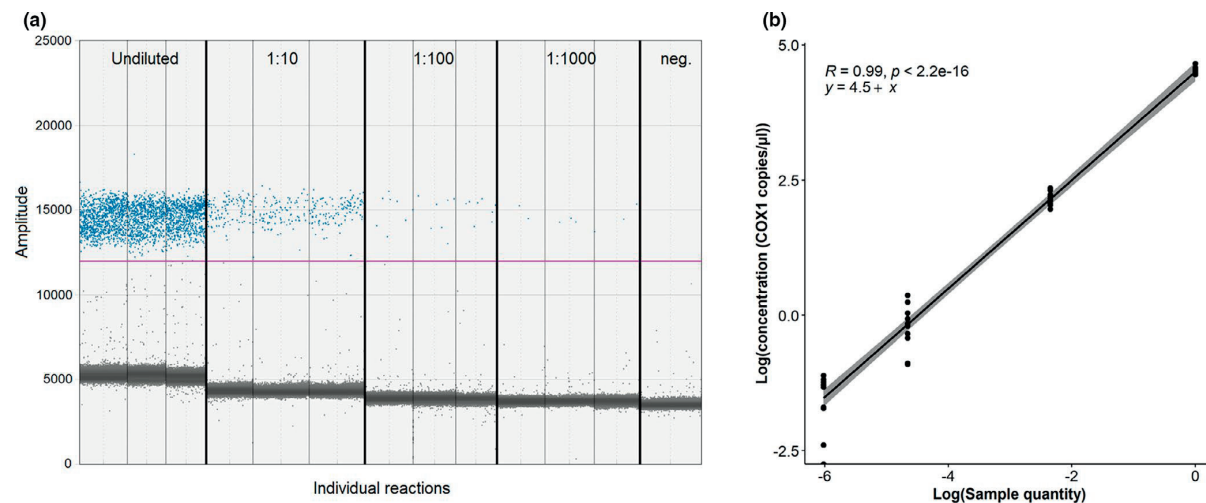 (a)
Undiluted 1:10 1:100 1:1000 neg.
25000
20000
15000
10000
5000
0
Amplitude
Individual reactions
(b)
R = 0.99, p < 2.2e-16
y = 4.5 + x
5.0
2.5
0.0
-2.5
Log(concentration (COX1 copies/µl))
-6 -4 -2 0
Log(Sample quantity)